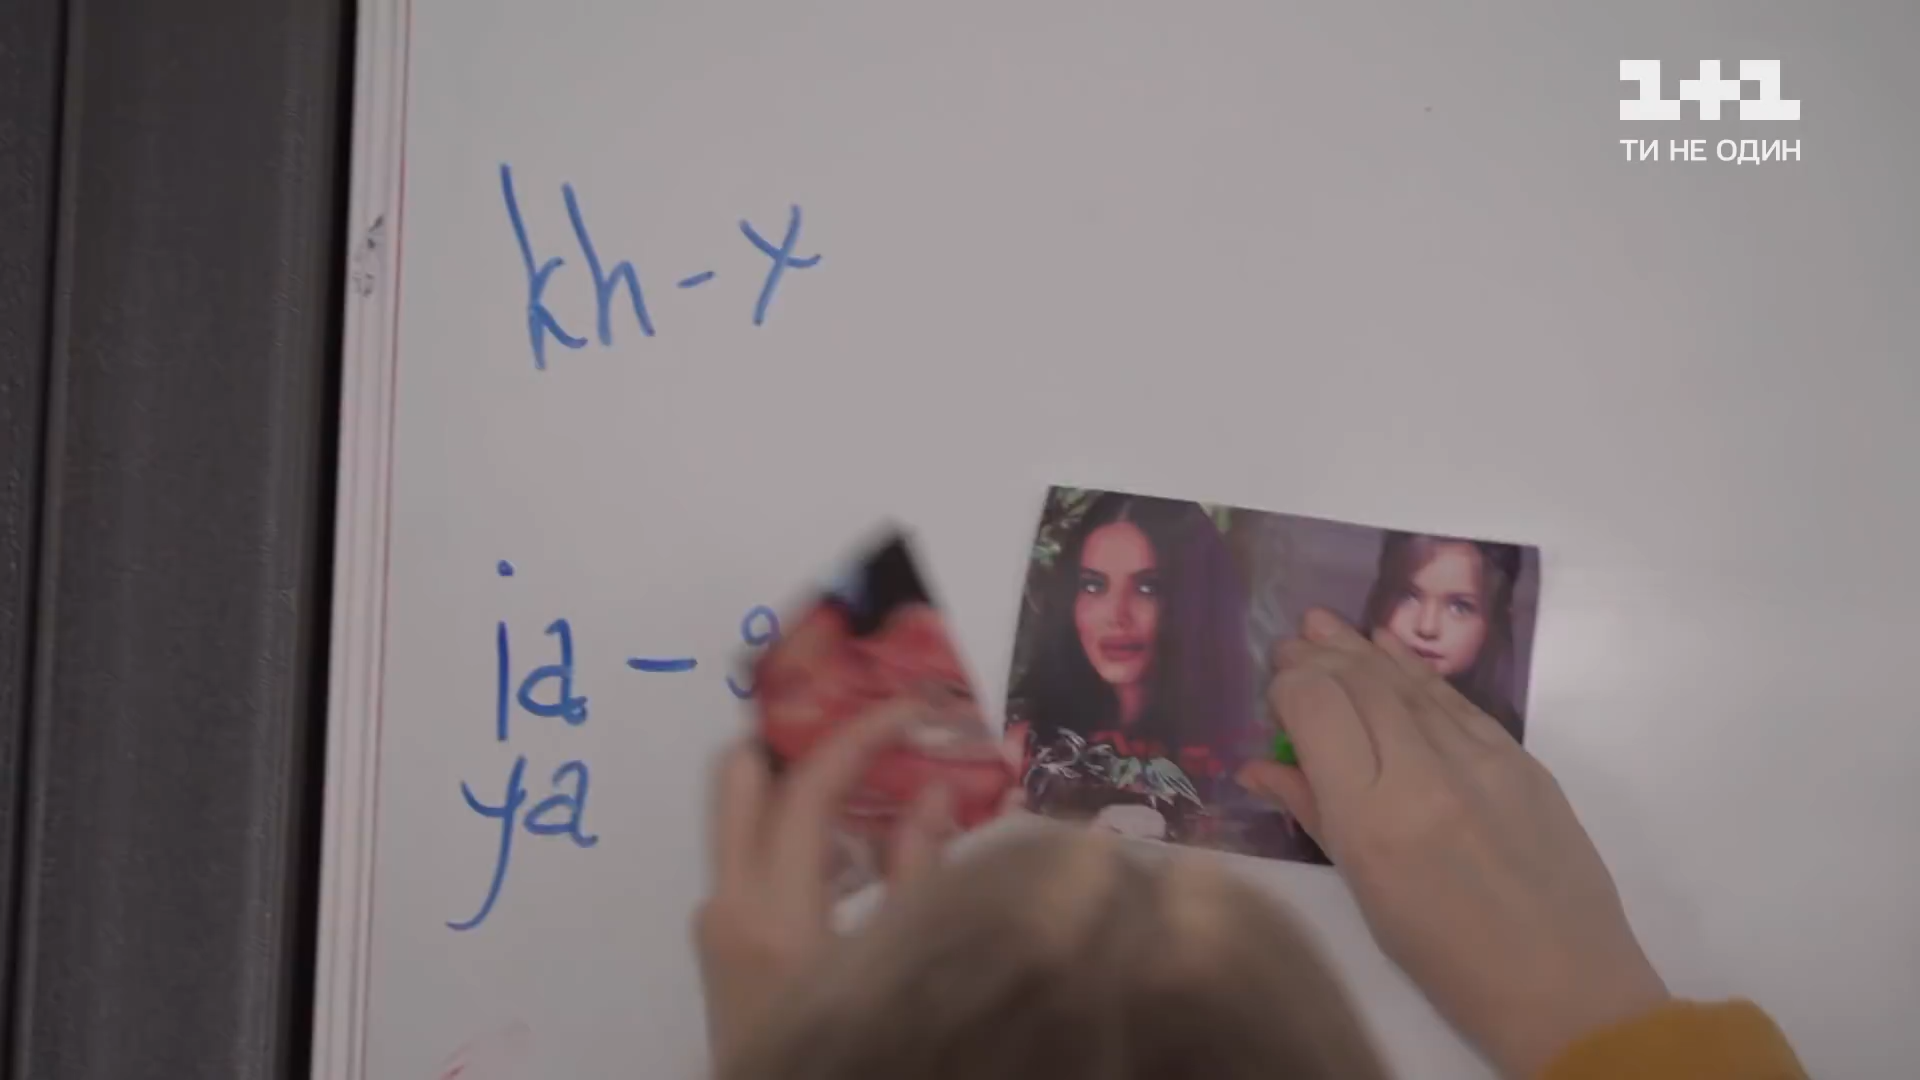 1+1
ТИ НЕ ОДИН
kh - х
ia - я
ya